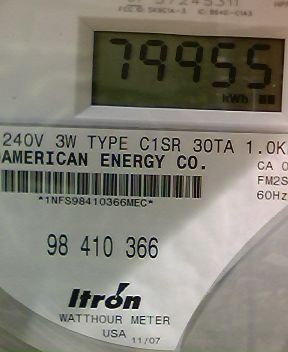 79955
kWh
240V 3W TYPE C1SR 30TA 1.0K
AMERICAN ENERGY CO.
CA 0
FM2S
60Hz
*1NFS98410366MEC*
98 410 366
Itron
WATTHOUR METER
USA 11/07